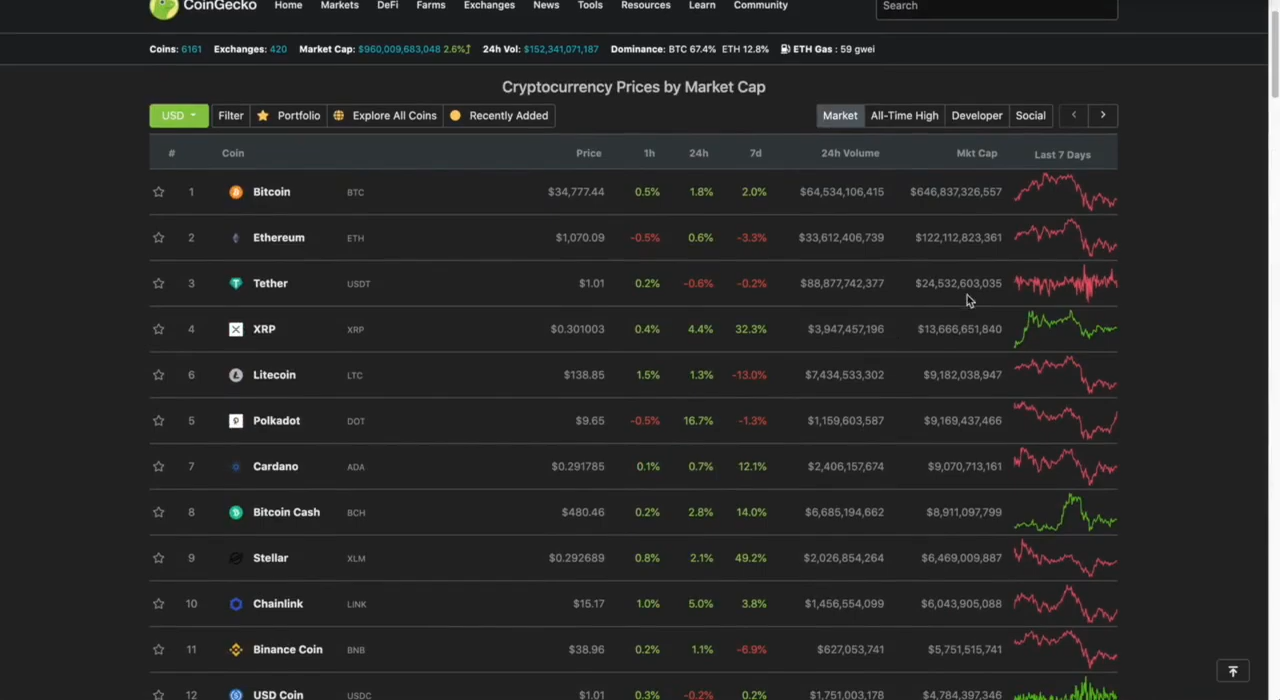 CoinGecko Home Markets DeFi Farms Exchanges News Tools Resources Learn Community Search
Coins: 6161 Exchanges: 420 Market Cap: $960,009,683,048 2.6% 24h Vol: $152,341,071,187 Dominance: BTC 67.4% ETH 12.8% ETH Gas : 59 gwei
Cryptocurrency Prices by Market Cap
USD Filter Portfolio Explore All Coins Recently Added Market All-Time High Developer Social
# Coin Price 1h 24h 7d 24h Volume Mkt Cap Last 7 Days
1 Bitcoin BTC $34,777.44 0.5% 1.8% 2.0% $64,534,106,415 $646,837,326,557
2 Ethereum ETH $1,070.09 -0.5% 0.6% -3.3% $33,612,406,739 $122,112,823,361
3 Tether USDT $1.01 0.2% -0.6% -0.2% $88,877,742,377 $24,532,603,035
4 XRP XRP $0.301003 0.4% 4.4% 32.3% $3,947,457,196 $13,666,651,840
6 Litecoin LTC $138.85 1.5% 1.3% -13.0% $7,434,533,302 $9,182,038,947
5 Polkadot DOT $9.65 -0.5% 16.7% -1.3% $1,159,603,587 $9,169,437,466
7 Cardano ADA $0.291785 0.1% 0.7% 12.1% $2,406,157,674 $9,070,713,161
8 Bitcoin Cash BCH $480.46 0.2% 2.8% 14.0% $6,685,194,662 $8,911,097,799
9 Stellar XLM $0.292689 0.8% 2.1% 49.2% $2,026,854,264 $6,469,009,887
10 Chainlink LINK $15.17 1.0% 5.0% 3.8% $1,456,554,099 $6,043,905,088
11 Binance Coin BNB $38.96 0.2% 1.1% -6.9% $627,053,741 $5,751,515,741
12 USD Coin USDC $1.01 0.3% -0.2% 0.2% $1,751,003,178 $4,784,397,346